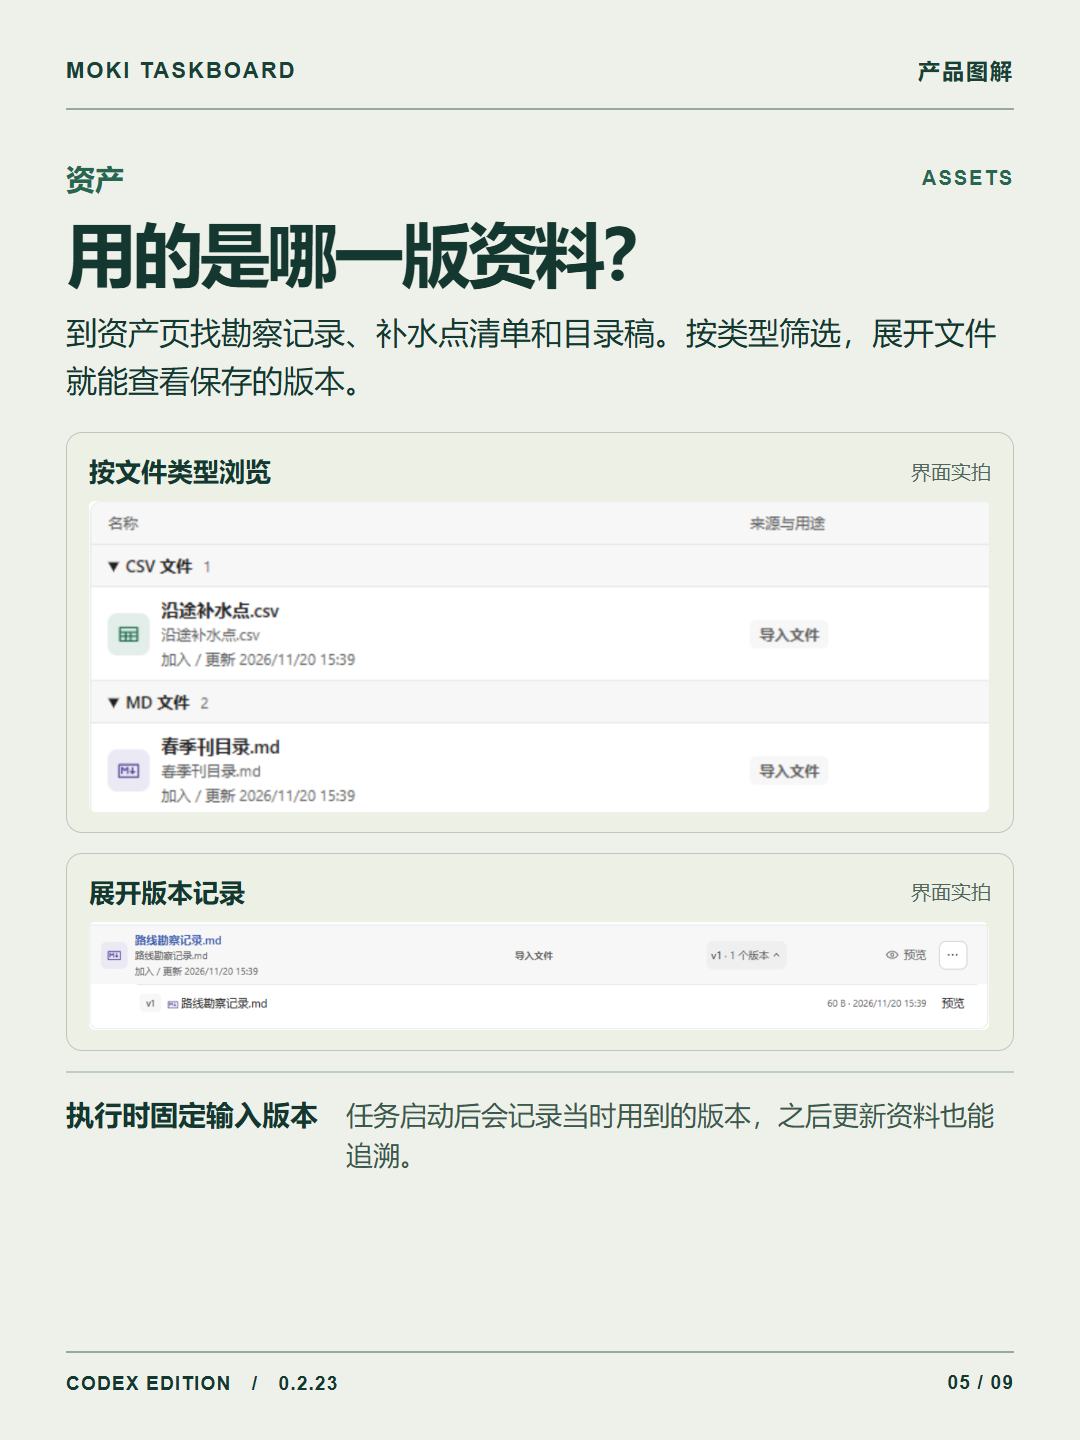 MOKI TASKBOARD 产品图解
资产 ASSETS
用的是哪一版资料？
到资产页找勘察记录、补水点清单和目录稿。按类型筛选，展开文件
就能查看保存的版本。
按文件类型浏览 界面实拍
名称 来源与用途
▼ CSV 文件 1
沿途补水点.csv
沿途补水点.csv 导入文件
加入 / 更新 2026/11/20 15:39
▼ MD 文件 2
春季刊目录.md
春季刊目录.md 导入文件
加入 / 更新 2026/11/20 15:39
展开版本记录 界面实拍
路线勘察记录.md
路线勘察记录.md 导入文件 v1 · 1 个版本 预览 ···
加入 / 更新 2026/11/20 15:39
v1 路线勘察记录.md 60 B · 2026/11/20 15:39 预览
执行时固定输入版本 任务启动后会记录当时用到的版本，之后更新资料也能
追溯。
CODEX EDITION / 0.2.23 05 / 09